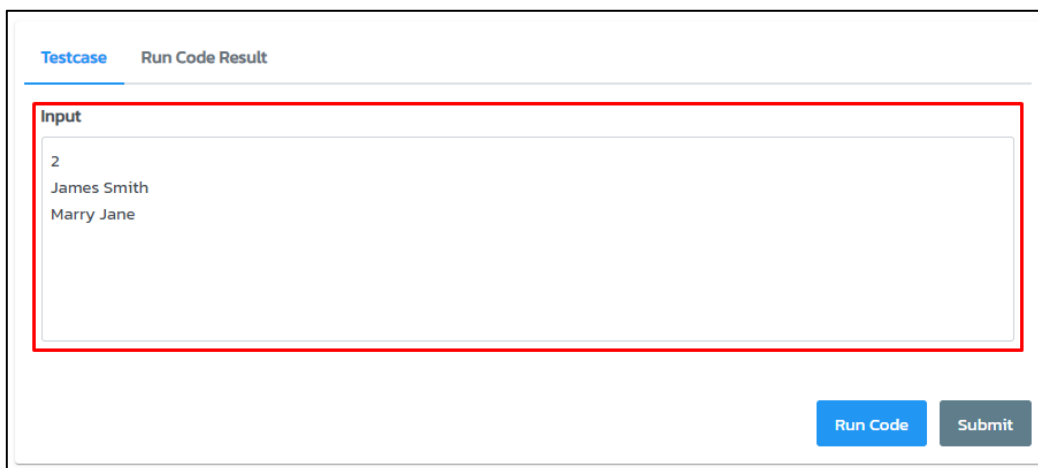 Testcase Run Code Result
Input
2
James Smith
Marry Jane
Run Code Submit